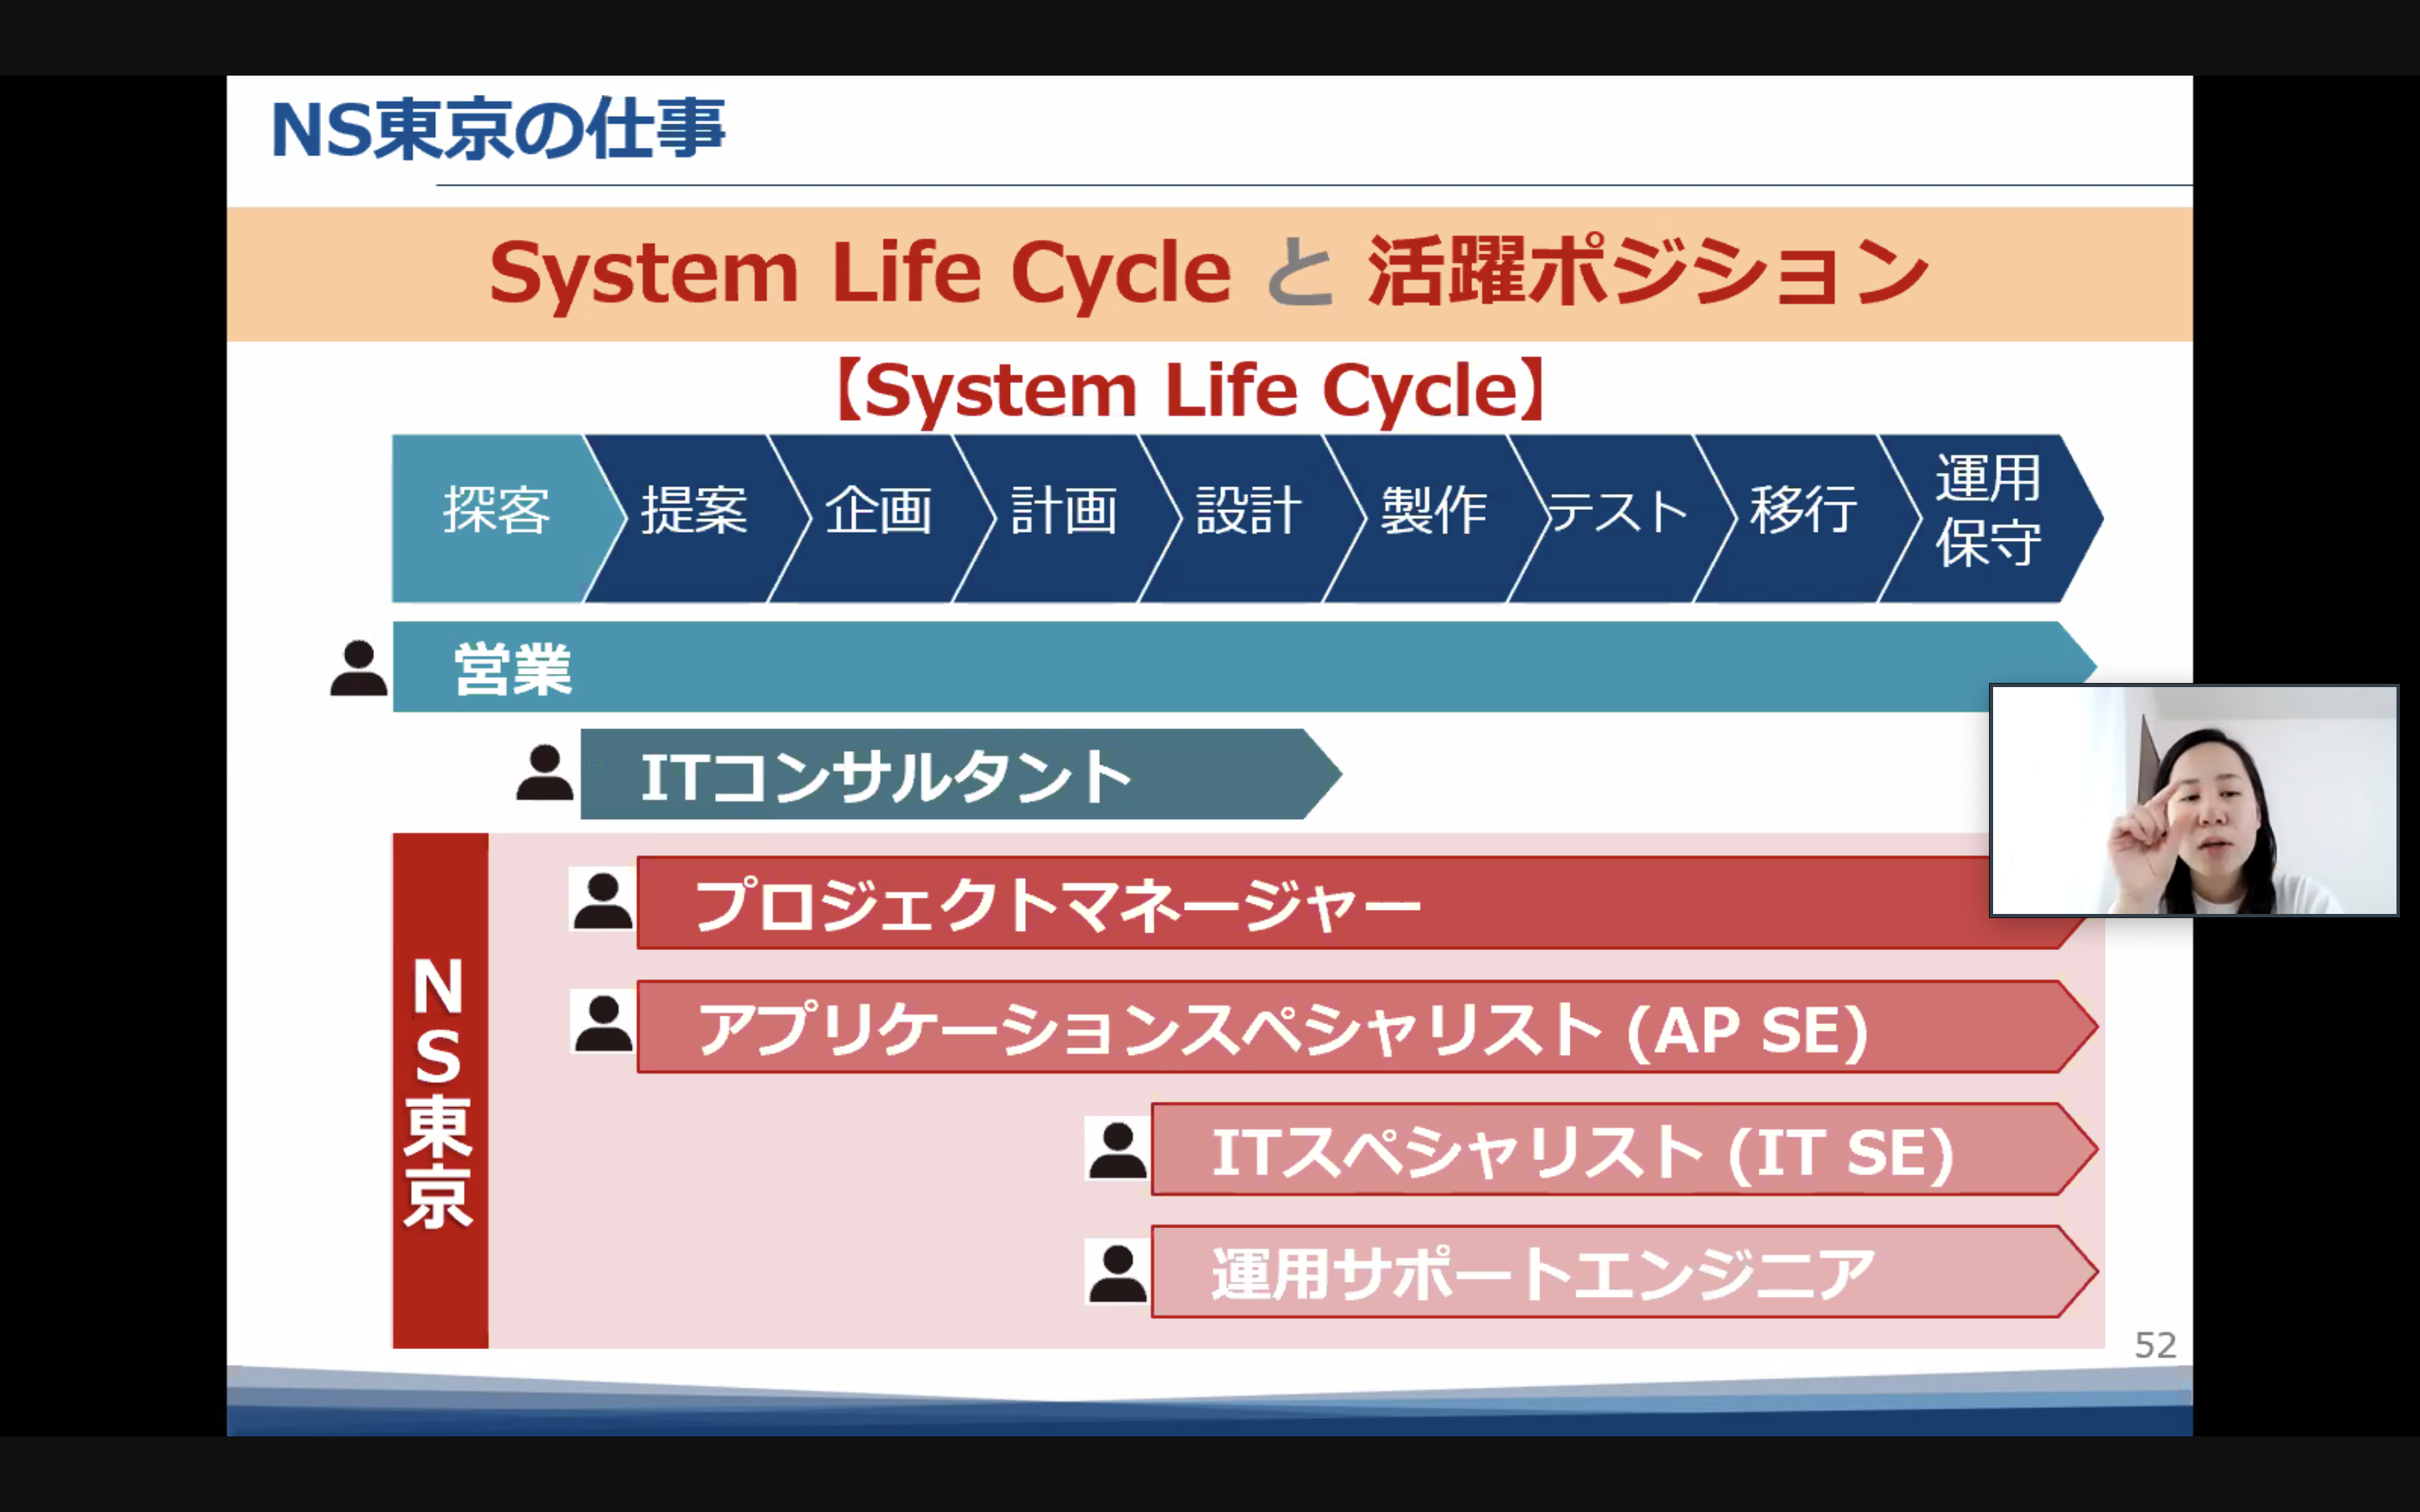 NS東京の仕事
System Life Cycle と 活躍ポジション
【System Life Cycle】
探客
提案
企画
計画
設計
製作
テスト
移行
運用
保守
営業
ITコンサルタント
NS東京
プロジェクトマネージャー
アプリケーションスペシャリスト (AP SE)
ITスペシャリスト (IT SE)
運用サポートエンジニア
52